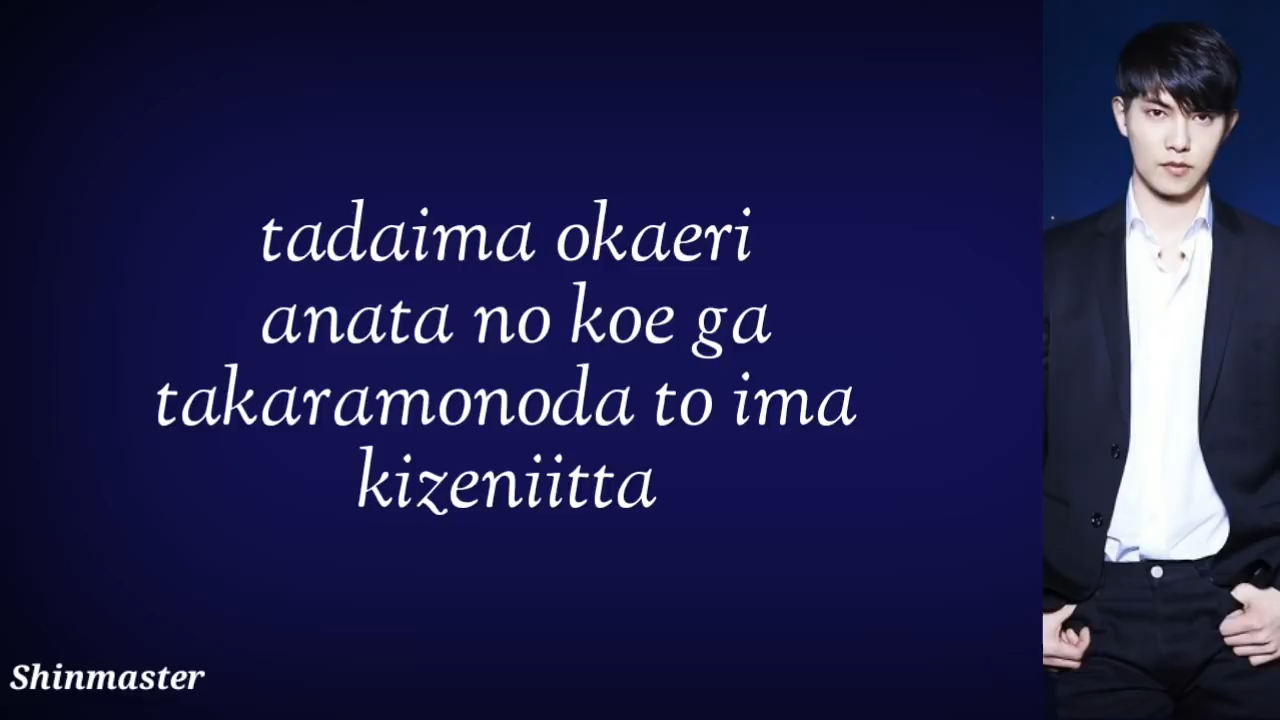 tadaima okaeri
anata no koe ga
takaramonoda to ima
kizeniitta
Shinmaster